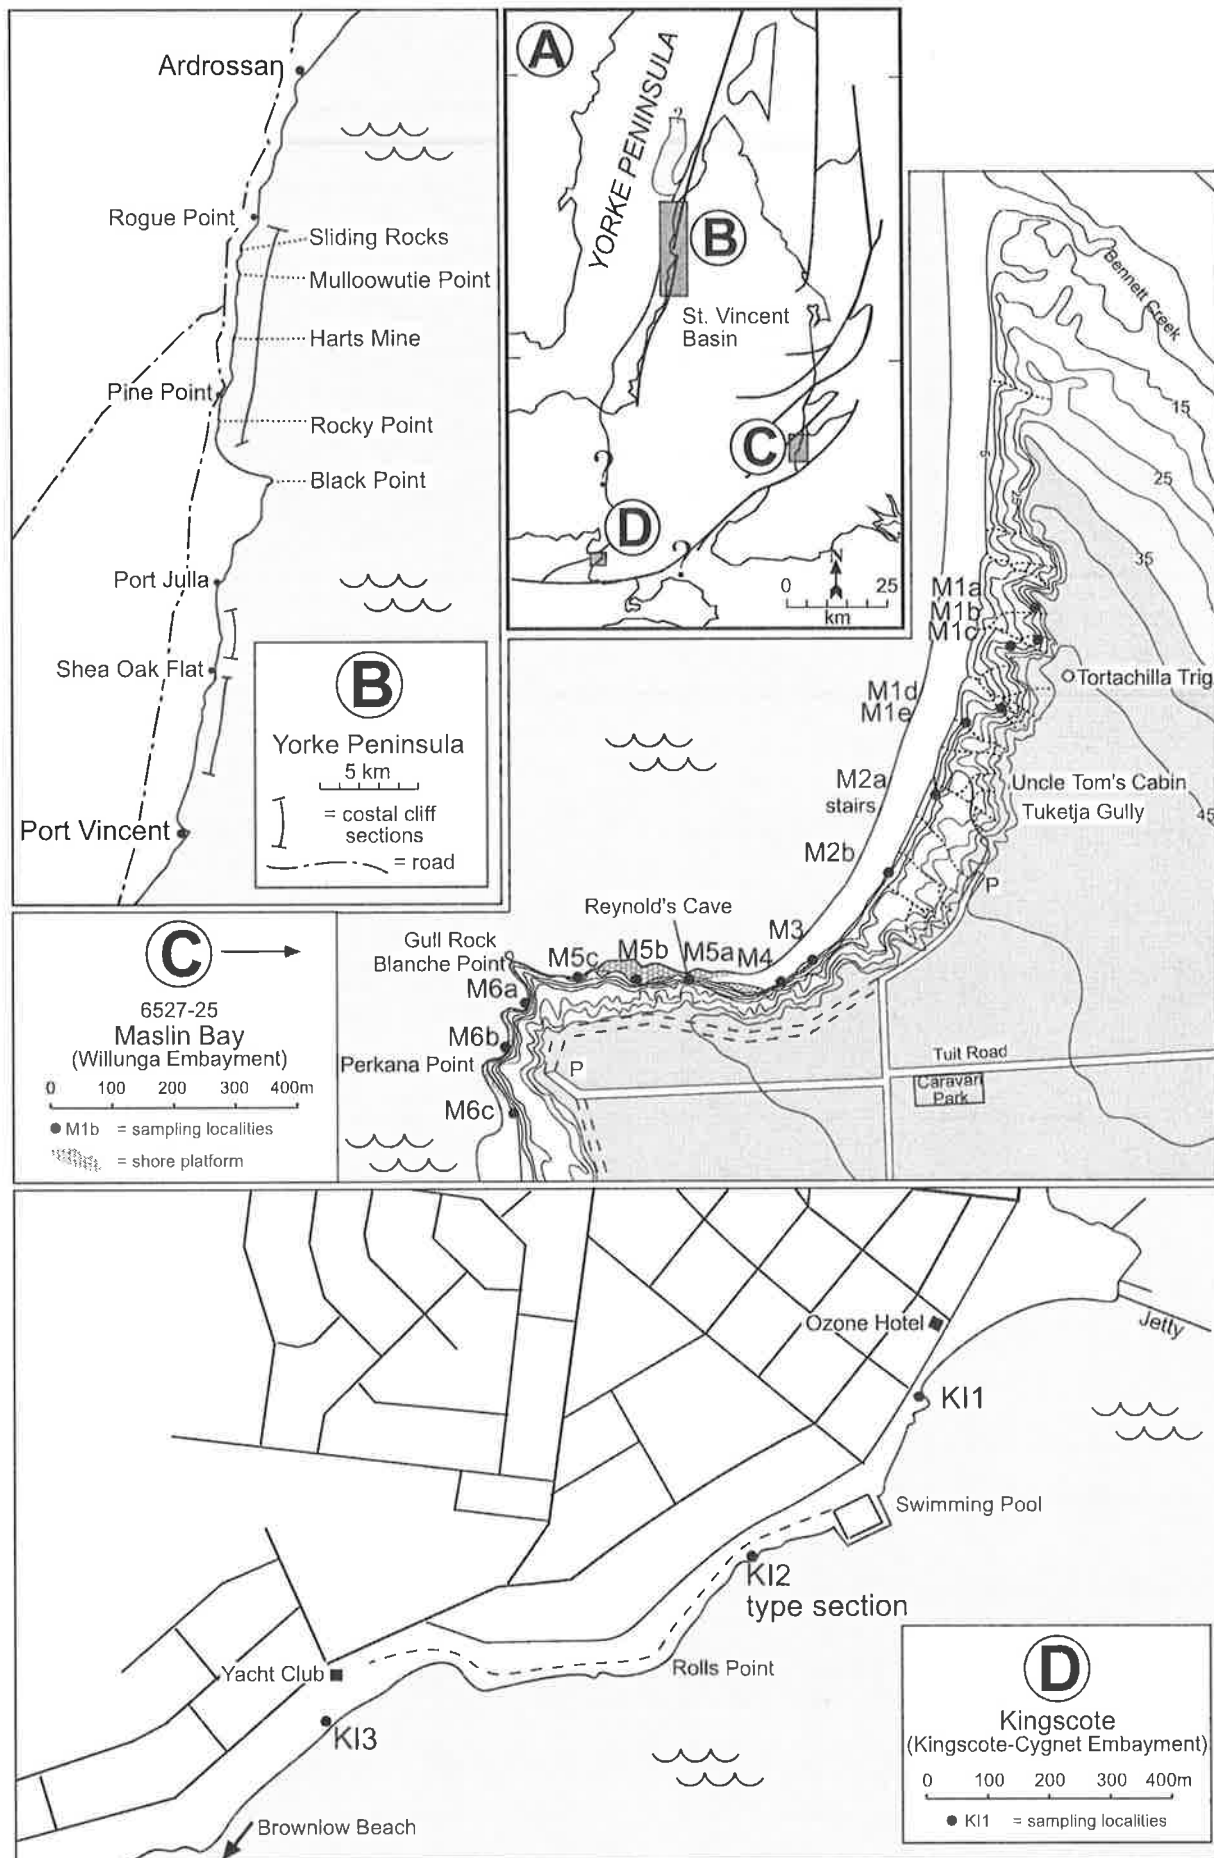 Ardrossan
Rogue Point
Sliding Rocks
Mulloowutie Point
Harts Mine
Pine Point
Rocky Point
Black Point
Port Julla
Shea Oak Flat
Port Vincent
B
Yorke Peninsula
5 km
= costal cliff
sections
= road
A
YORKE PENINSULA
?
B
St. Vincent
Basin
C
?
D
?
N
0 25
km
Bennett Creek
15
25
5
35
45
M1a
M1b
M1c
Tortachilla Trig
M1d
M1e
M2a
stairs
Uncle Tom's Cabin
Tuketja Gully
M2b
P
Reynold's Cave
M3
Gull Rock
Blanche Point
M5c
M5b
M5a
M4
M6a
M6b
Perkana Point
P
M6c
Tuit Road
Caravan
Park
C
6527-25
Maslin Bay
(Willunga Embayment)
0 100 200 300 400m
M1b = sampling localities
= shore platform
Ozone Hotel
Jetty
KI1
Swimming Pool
KI2
type section
Rolls Point
Yacht Club
KI3
Brownlow Beach
D
Kingscote
(Kingscote-Cygnet Embayment)
0 100 200 300 400m
KI1 = sampling localities